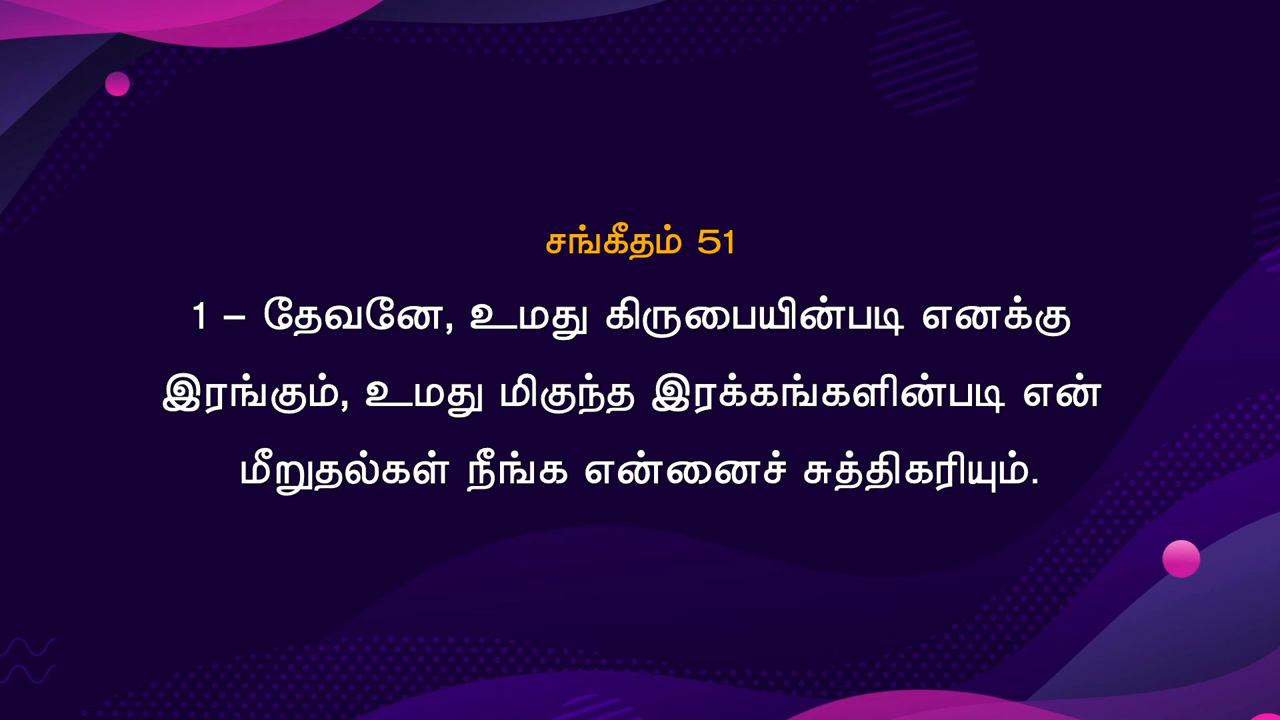 சங்கீதம் 51
1 – தேவனே, உமது கிருபையின்படி எனக்கு
இரங்கும், உமது மிகுந்த இரக்கங்களின்படி என்
மீறுதல்கள் நீங்க என்னைச் சுத்திகரியும்.